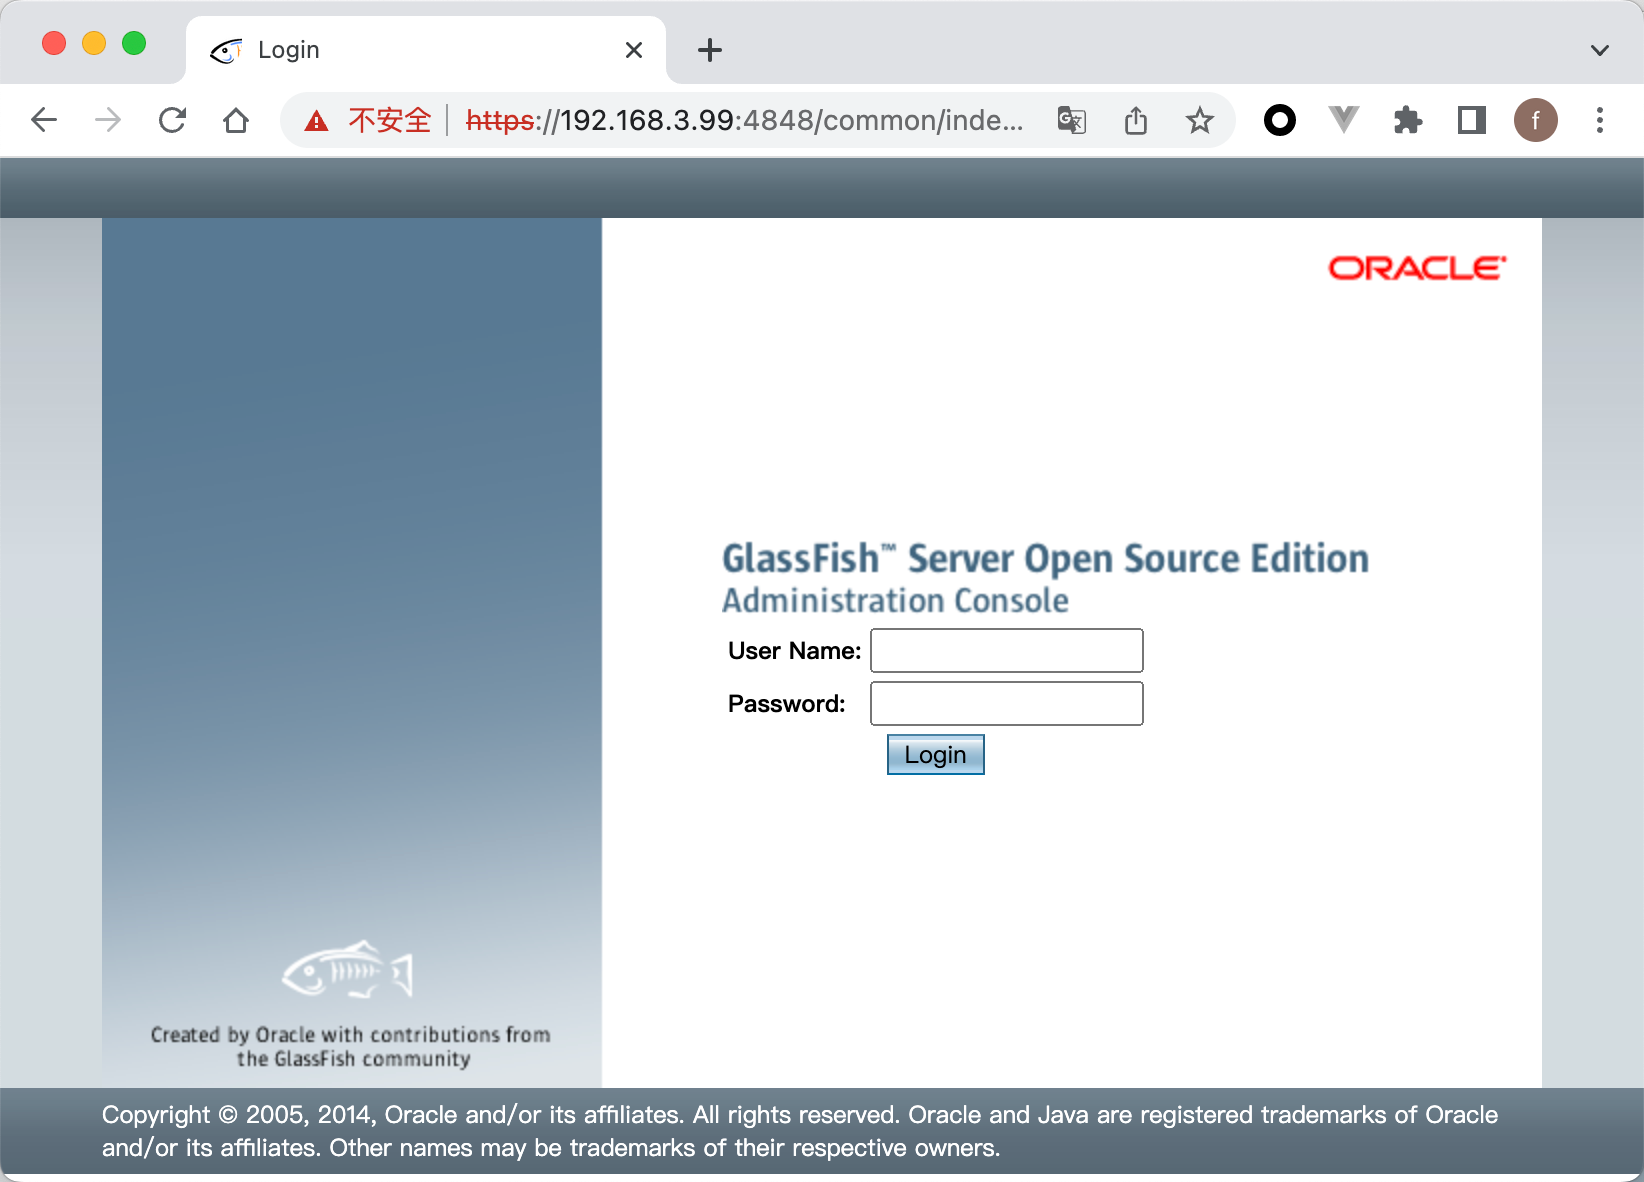 Login
不安全
https://192.168.3.99:4848/common/inde...
f
ORACLE
GlassFish™ Server Open Source Edition
Administration Console
User Name:
Password:
Login
Created by Oracle with contributions from
the GlassFish community
Copyright © 2005, 2014, Oracle and/or its affiliates. All rights reserved. Oracle and Java are registered trademarks of Oracle
and/or its affiliates. Other names may be trademarks of their respective owners.